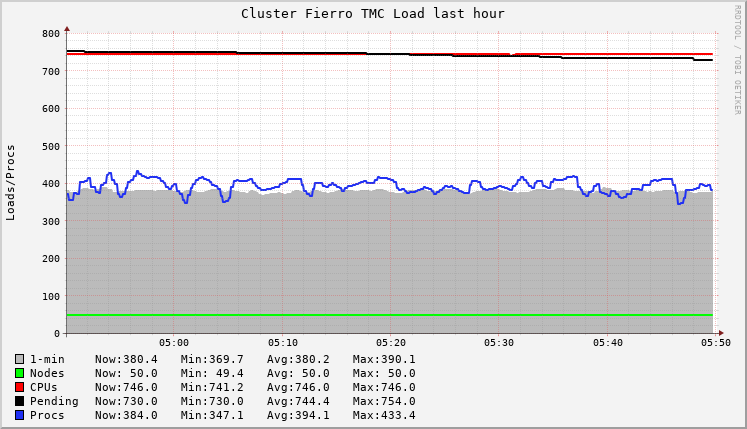 Cluster Fierro TMC Load last hour
RRDTOOL / TOBI OETIKER
Loads/Procs
800
700
600
500
400
300
200
100
0
05:00 05:10 05:20 05:30 05:40 05:50
1-min Now:380.4 Min:369.7 Avg:380.2 Max:390.1
Nodes Now: 50.0 Min: 49.4 Avg: 50.0 Max: 50.0
CPUs Now:746.0 Min:741.2 Avg:746.0 Max:746.0
Pending Now:730.0 Min:730.0 Avg:744.4 Max:754.0
Procs Now:384.0 Min:347.1 Avg:394.1 Max:433.4